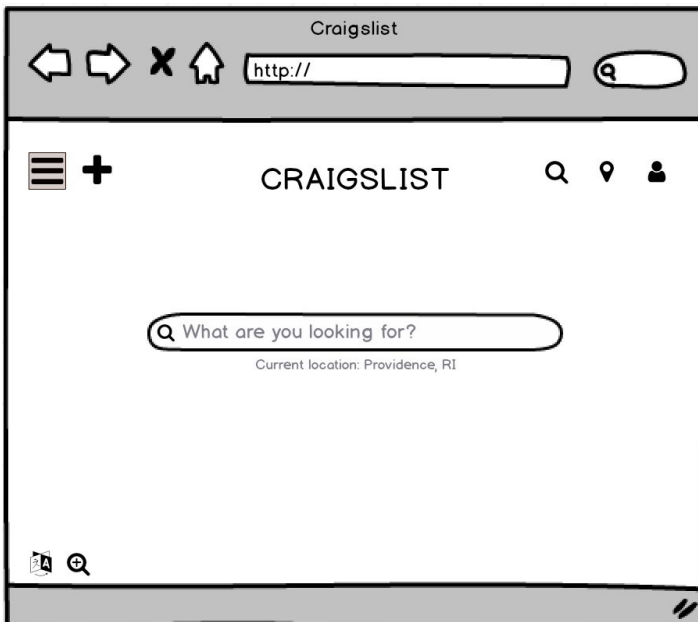 Craigslist
http://
CRAIGSLIST
What are you looking for?
Current location: Providence, RI
A